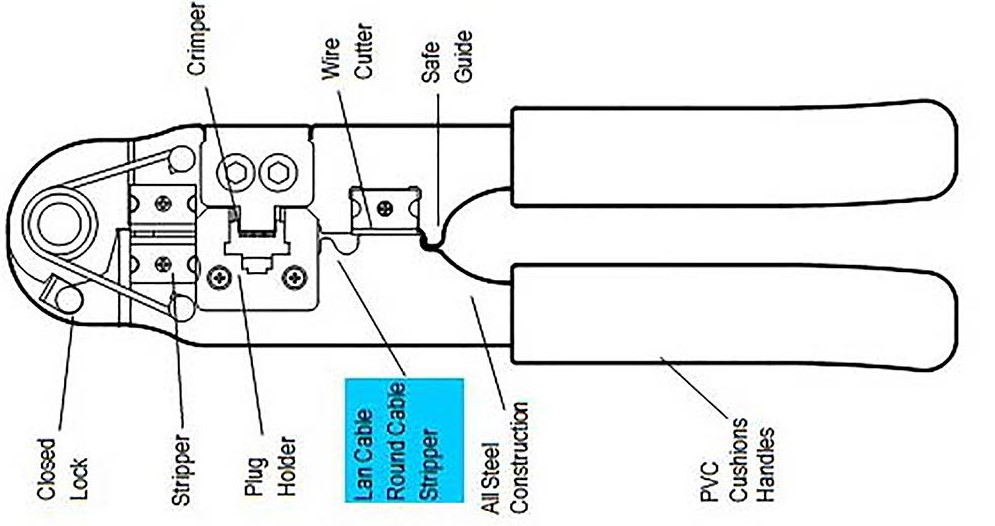 Crimper
Wire
Cutter
Safe
Guide
Closed
Lock
Stripper
Plug
Holder
Lan Cable
Round Cable
Stripper
All Steel
Construction
PVC
Cushions
Handles